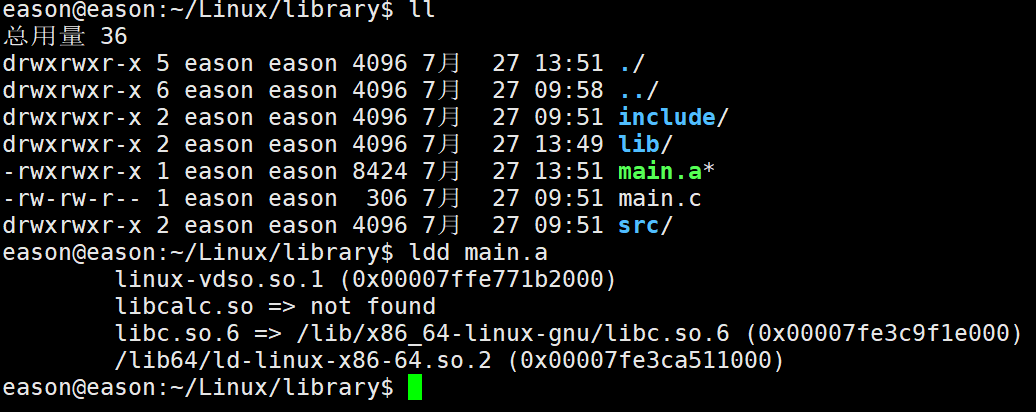 eason@eason:~/Linux/library$ ll
总用量 36
drwxrwxr-x 5 eason eason 4096 7月  27 13:51 ./
drwxrwxr-x 6 eason eason 4096 7月  27 09:58 ../
drwxrwxr-x 2 eason eason 4096 7月  27 09:51 include/
drwxrwxr-x 2 eason eason 4096 7月  27 13:49 lib/
-rwxrwxr-x 1 eason eason 8424 7月  27 13:51 main.a*
-rw-rw-r-- 1 eason eason  306 7月  27 09:51 main.c
drwxrwxr-x 2 eason eason 4096 7月  27 09:51 src/
eason@eason:~/Linux/library$ ldd main.a
        linux-vdso.so.1 (0x00007ffe771b2000)
        libcalc.so => not found
        libc.so.6 => /lib/x86_64-linux-gnu/libc.so.6 (0x00007fe3c9f1e000)
        /lib64/ld-linux-x86-64.so.2 (0x00007fe3ca511000)
eason@eason:~/Linux/library$